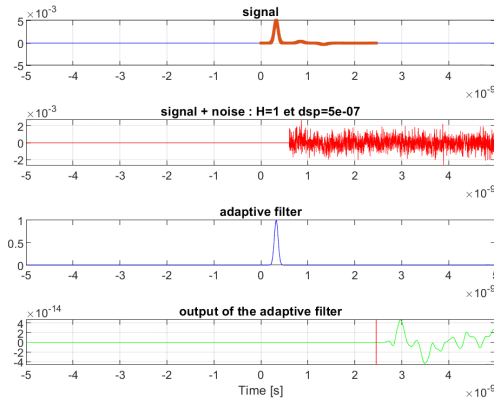 signal
×10⁻³
5
0
-5
-5 -4 -3 -2 -1 0 1 2 3 4 5
×10⁻⁹
signal + noise : H=1 et dsp=5e-07
×10⁻³
2
0
-2
-5 -4 -3 -2 -1 0 1 2 3 4 5
×10⁻⁹
adaptive filter
1
0.5
0
-5 -4 -3 -2 -1 0 1 2 3 4 5
×10⁻⁹
output of the adaptive filter
×10⁻¹⁴
4
2
0
-2
-4
-5 -4 -3 -2 -1 0 1 2 3 4 5
Time [s]
×10⁻⁹